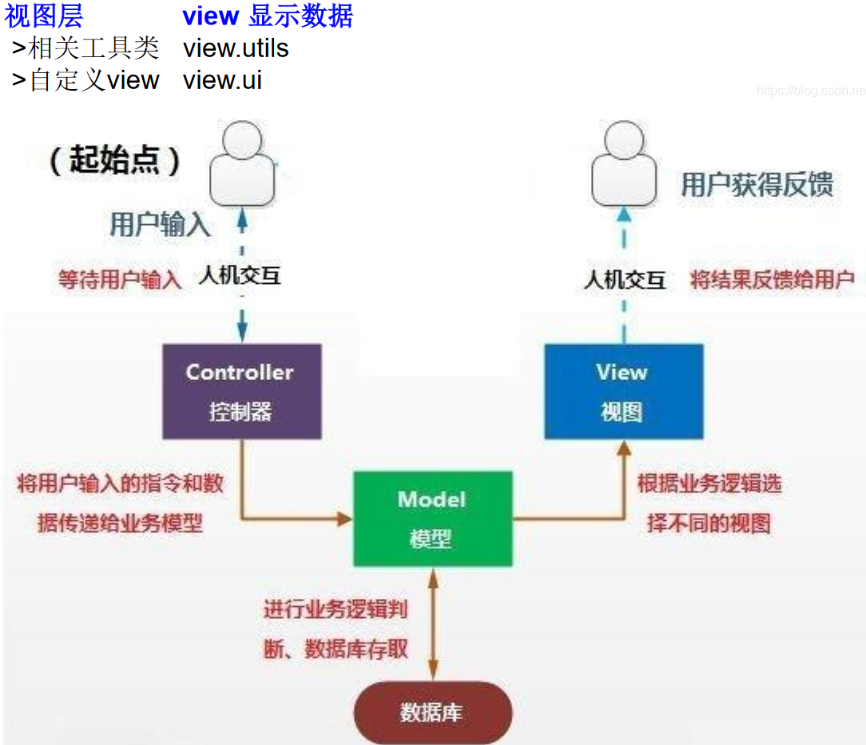 视图层 view 显示数据
>相关工具类 view.utils
>自定义view view.ui
https://blog.csdn.ne
（起始点）
用户输入
用户获得反馈
等待用户输入 人机交互
人机交互 将结果反馈给用户
Controller
控制器
View
视图
将用户输入的指令和数
据传递给业务模型
Model
模型
根据业务逻辑选
择不同的视图
进行业务逻辑判
断、数据库存取
数据库